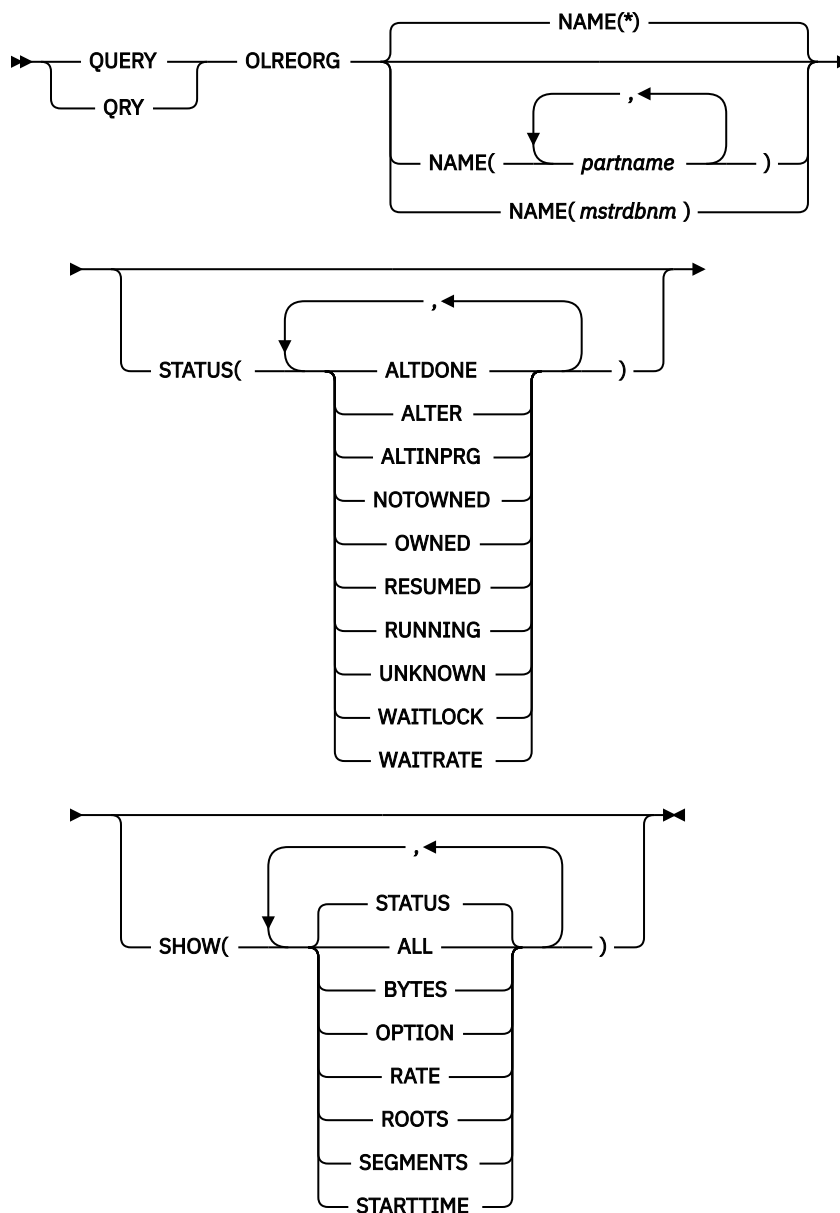 NAME(*)
QUERY OLREORG
QRY
,
NAME( partname )
NAME( mstrdbnm )
,
STATUS( ALTDONE )
ALTER
ALTINPRG
NOTOWNED
OWNED
RESUMED
RUNNING
UNKNOWN
WAITLOCK
WAITRATE
,
STATUS
SHOW( ALL )
BYTES
OPTION
RATE
ROOTS
SEGMENTS
STARTTIME